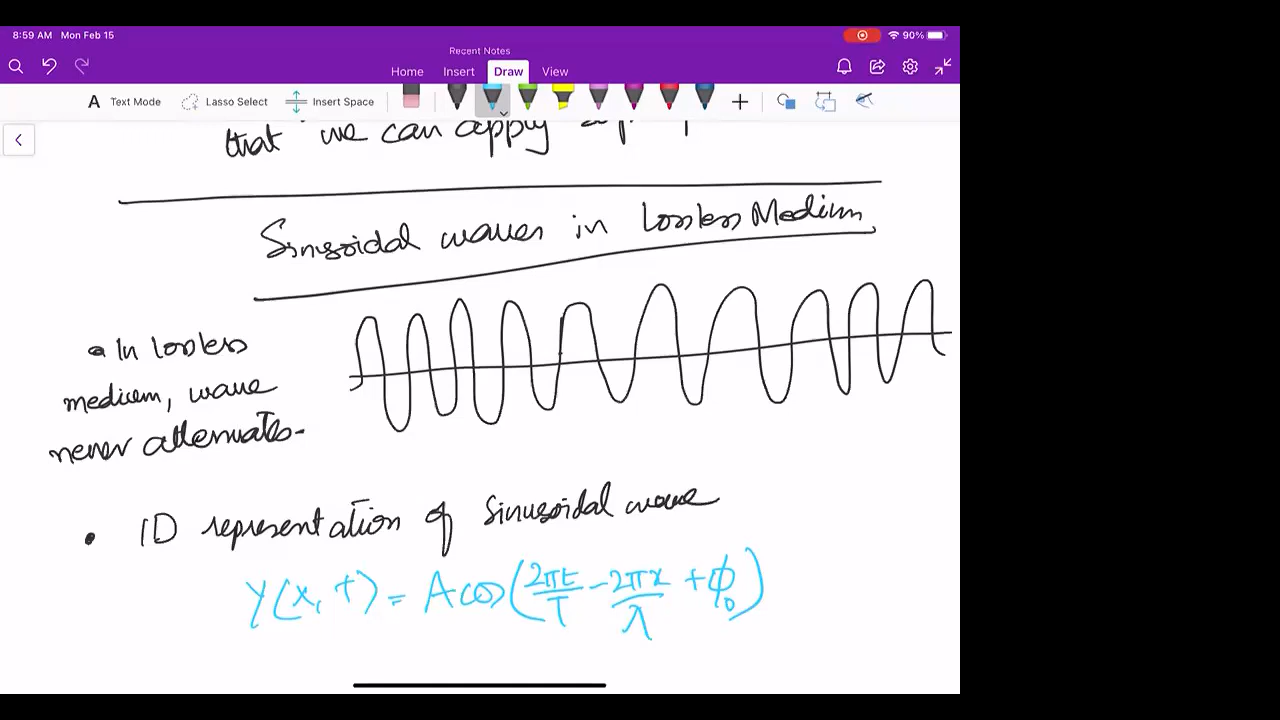 8:59 AM Mon Feb 15
90%
Recent Notes
Home Insert Draw View
Text Mode Lasso Select Insert Space
that we can apply
Sinusoidal waves in Lossless Medium
In lossless
medium, wave
never attenuates.
• 1D representation of sinusoidal wave
Y(x,t) = A cos(2πt/T - 2πx/λ + ϕ₀)